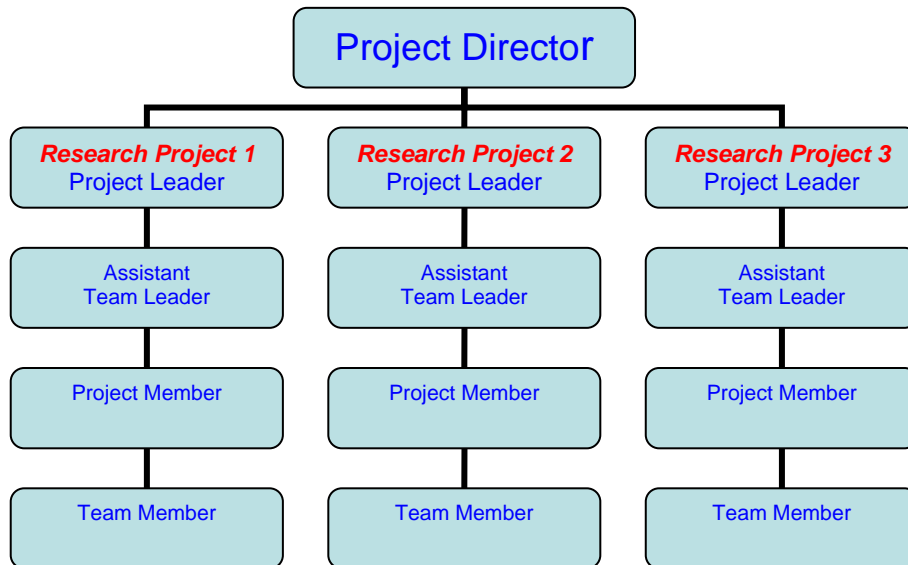 Project Director
Research Project 1
Project Leader
Research Project 2
Project Leader
Research Project 3
Project Leader
Assistant
Team Leader
Assistant
Team Leader
Assistant
Team Leader
Project Member
Project Member
Project Member
Team Member
Team Member
Team Member